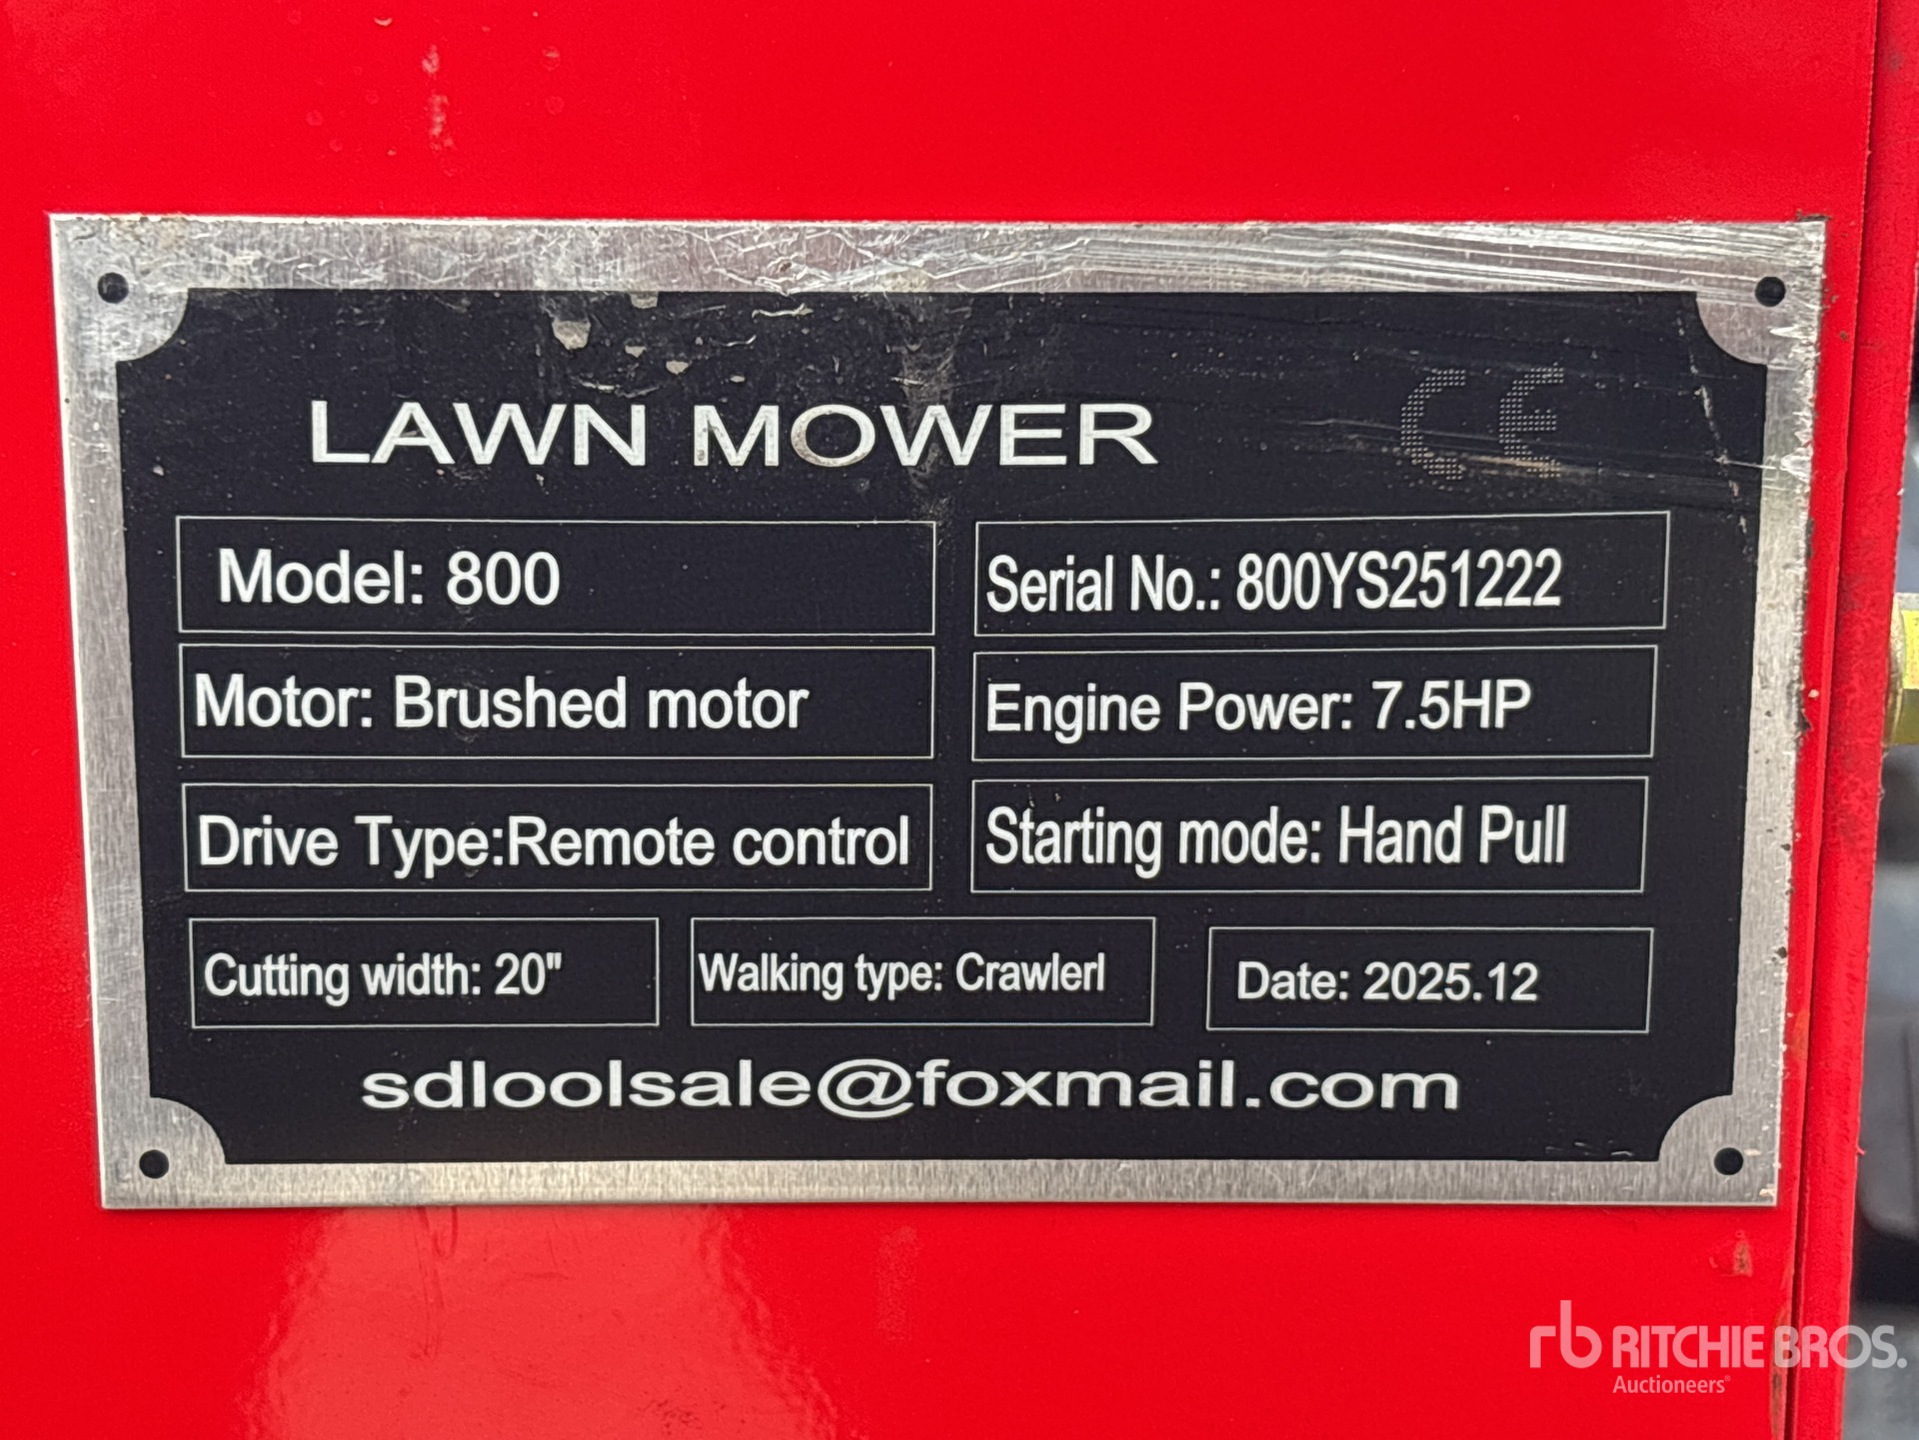 LAWN MOWER CE
Model: 800
Serial No.: 800YS251222
Motor: Brushed motor
Engine Power: 7.5HP
Drive Type:Remote control
Starting mode: Hand Pull
Cutting width: 20"
Walking type: Crawlerl
Date: 2025.12
sdloolsale@foxmail.com
rb RITCHIE BROS.
Auctioneers®